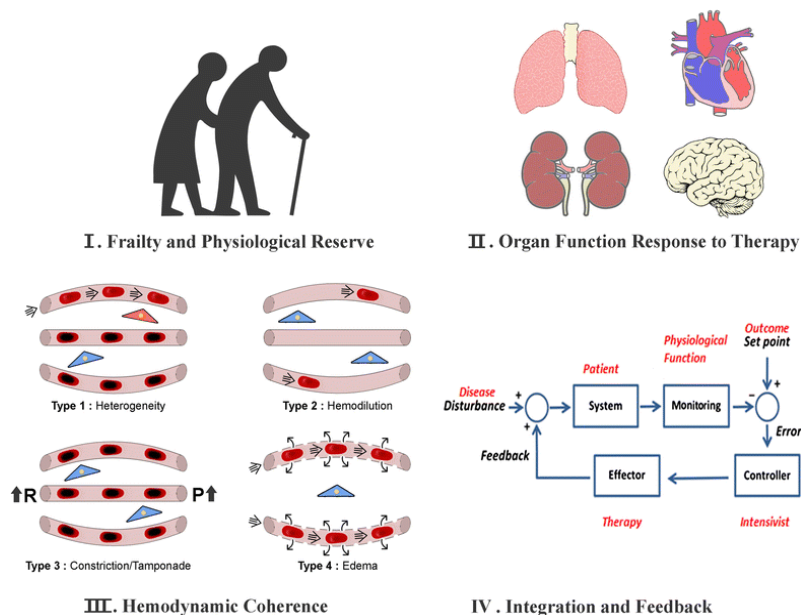 I. Frailty and Physiological Reserve
II. Organ Function Response to Therapy
Type 1 : Heterogeneity
Type 2 : Hemodilution
R
P
Type 3 : Constriction/Tamponade
Type 4 : Edema
III. Hemodynamic Coherence
Outcome
Set point
Physiological
Function
Patient
Disease
Disturbance
+
System
Monitoring
−
+
+
Error
Feedback
Effector
Controller
Therapy
Intensivist
IV . Integration and Feedback